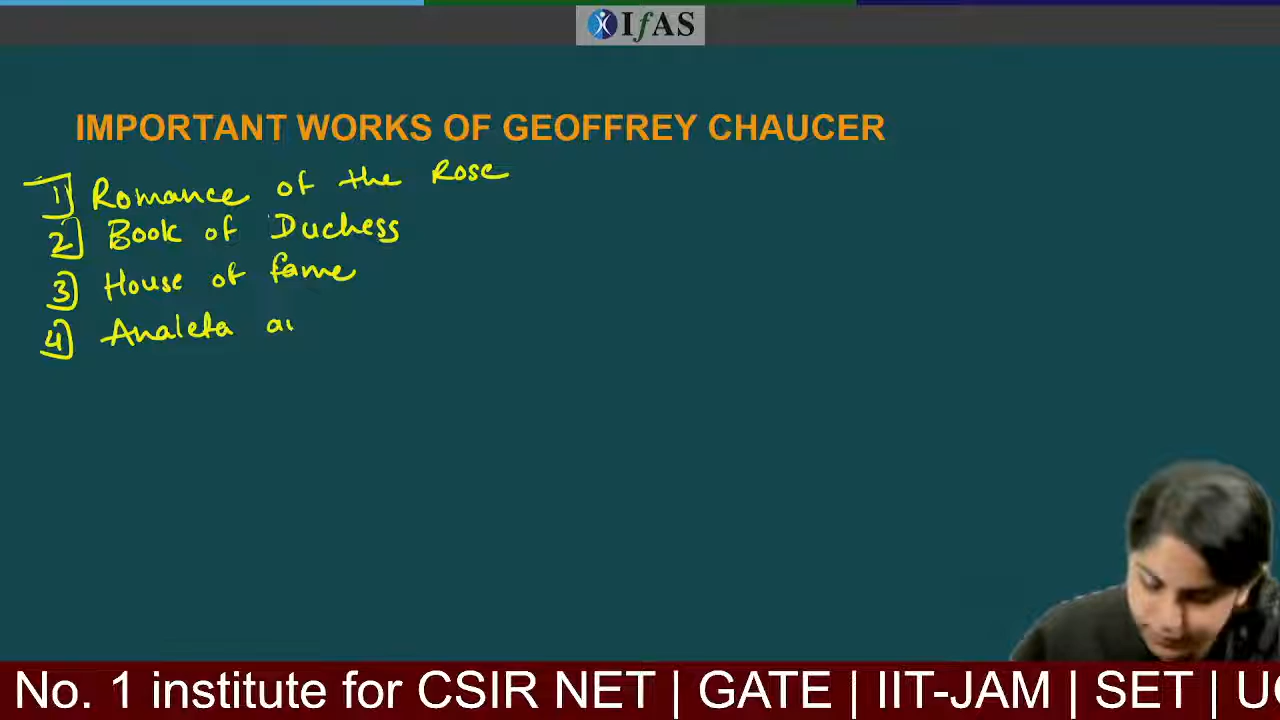 IfAS
IMPORTANT WORKS OF GEOFFREY CHAUCER
1] Romance of the Rose
2] Book of Duchess
3] House of fame
4] Analeta
No. 1 institute for CSIR NET | GATE | IIT-JAM | SET |